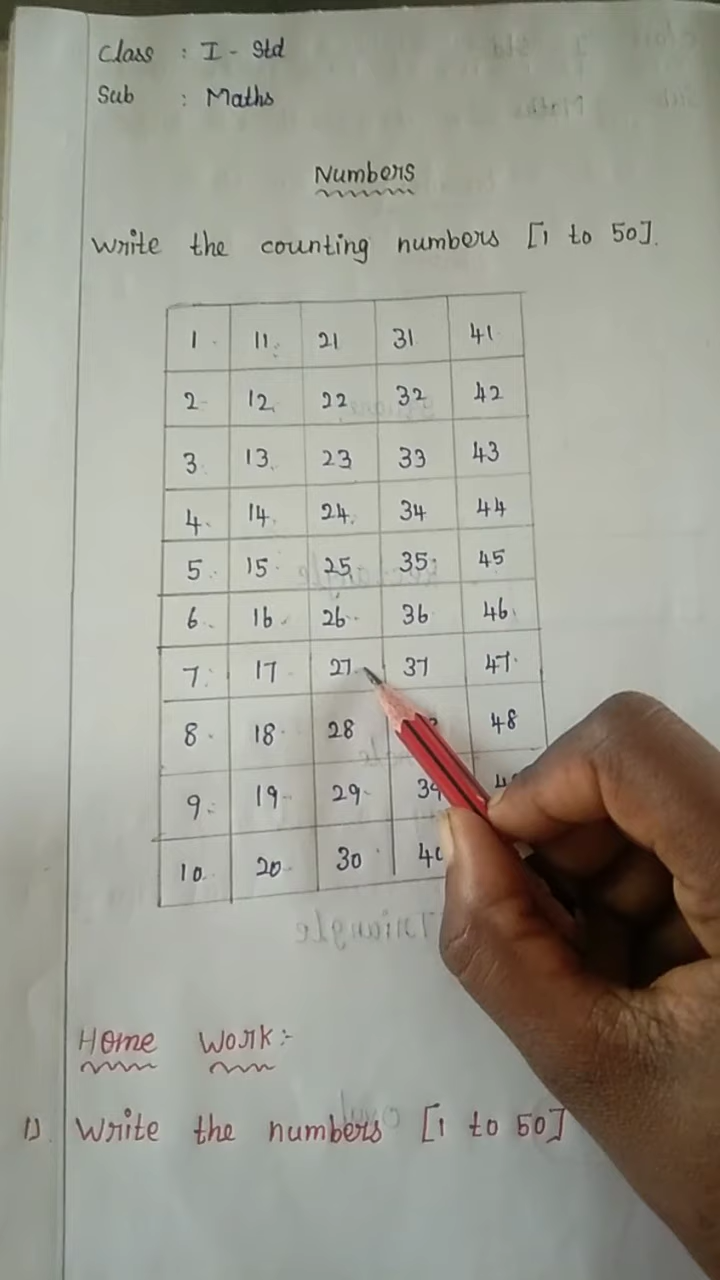 Class : I - Std
Sub : Maths
Numbers
Write the counting numbers [1 to 50].
1 11 21 31 41
2 12 22 32 42
3 13 23 33 43
4 14 24 34 44
5 15 25 35 45
6 16 26 36 46
7 17 27 37 47
8 18 28 48
9 19 29 39
10 20 30 40
Home Work:-
1) Write the numbers [1 to 50]